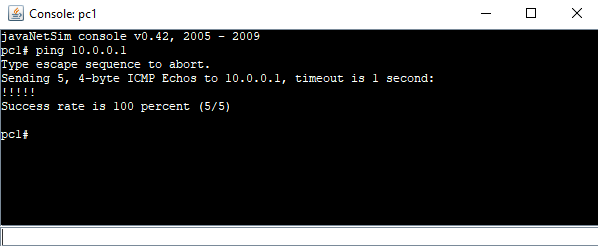 Console: pc1
javaNetSim console v0.42, 2005 - 2009
pc1# ping 10.0.0.1
Type escape sequence to abort.
Sending 5, 4-byte ICMP Echos to 10.0.0.1, timeout is 1 second:
!!!!!
Success rate is 100 percent (5/5)
pc1#